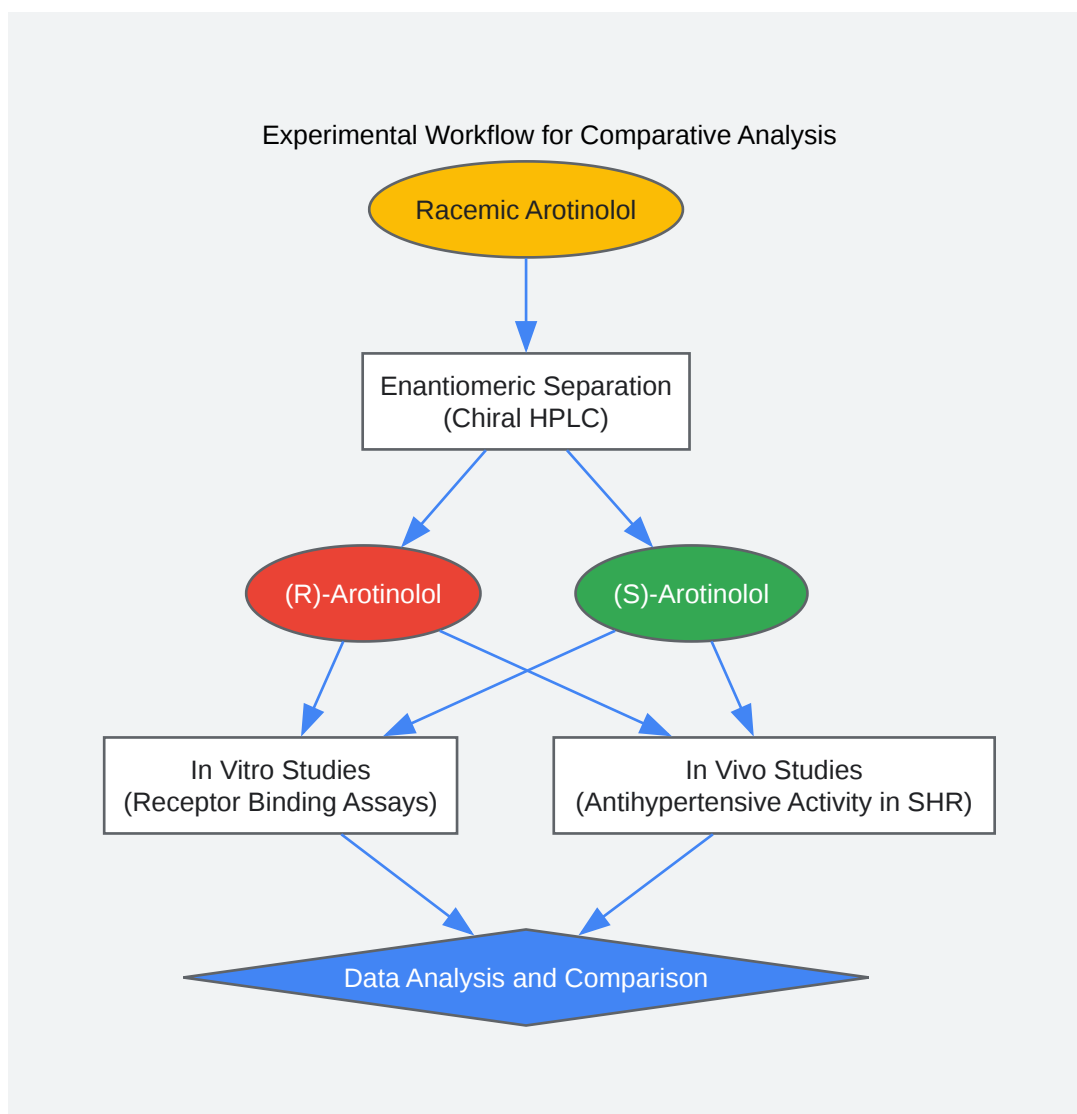 Experimental Workflow for Comparative Analysis
Racemic Arotinolol
Enantiomeric Separation
(Chiral HPLC)
(R)-Arotinolol
(S)-Arotinolol
In Vitro Studies
(Receptor Binding Assays)
In Vivo Studies
(Antihypertensive Activity in SHR)
Data Analysis and Comparison